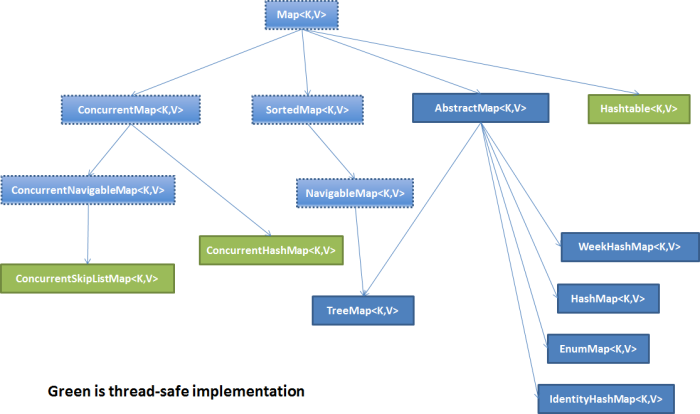 Map<K,V>
ConcurrentMap<K,V>
SortedMap<K,V>
AbstractMap<K,V>
Hashtable<K,V>
ConcurrentNavigableMap<K,V>
NavigableMap<K,V>
ConcurrentHashMap<K,V>
WeekHashMap<K,V>
ConcurrentSkipListMap<K,V>
HashMap<K,V>
TreeMap<K,V>
EnumMap<K,V>
Green is thread-safe implementation
IdentityHashMap<K,V>